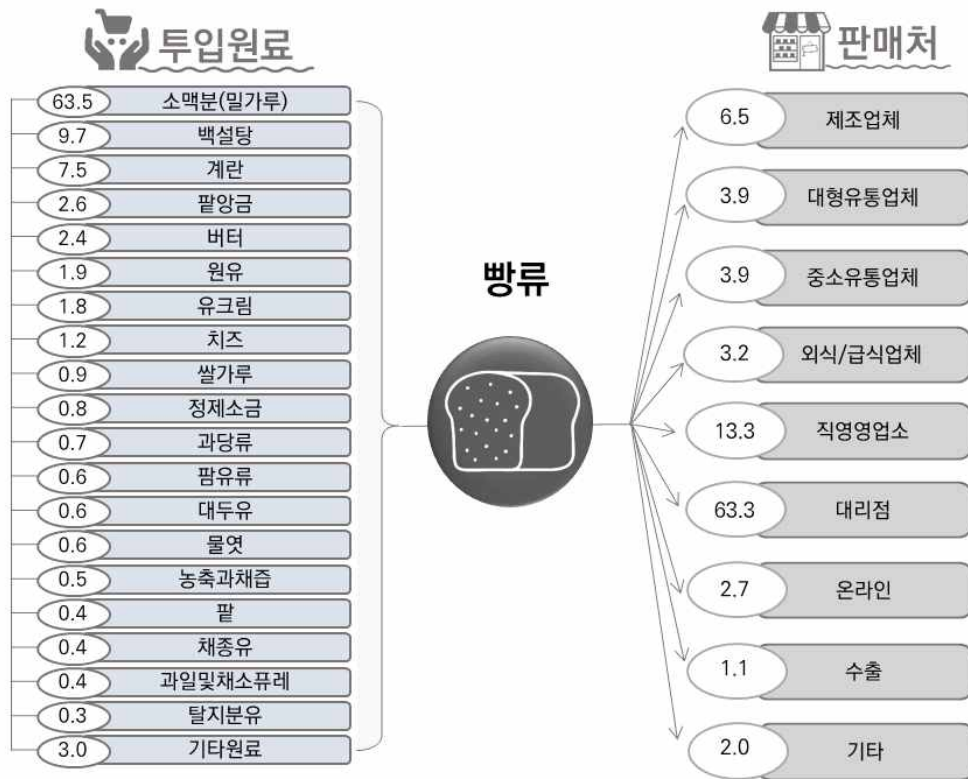 투입원료
63.5 소맥분(밀가루)
9.7 백설탕
7.5 계란
2.6 팥앙금
2.4 버터
1.9 원유
1.8 유크림
1.2 치즈
0.9 쌀가루
0.8 정제소금
0.7 과당류
0.6 팜유류
0.6 대두유
0.6 물엿
0.5 농축과채즙
0.4 팥
0.4 채종유
0.4 과일및채소퓨레
0.3 탈지분유
3.0 기타원료
빵류
판매처
6.5 제조업체
3.9 대형유통업체
3.9 중소유통업체
3.2 외식/급식업체
13.3 직영영업소
63.3 대리점
2.7 온라인
1.1 수출
2.0 기타